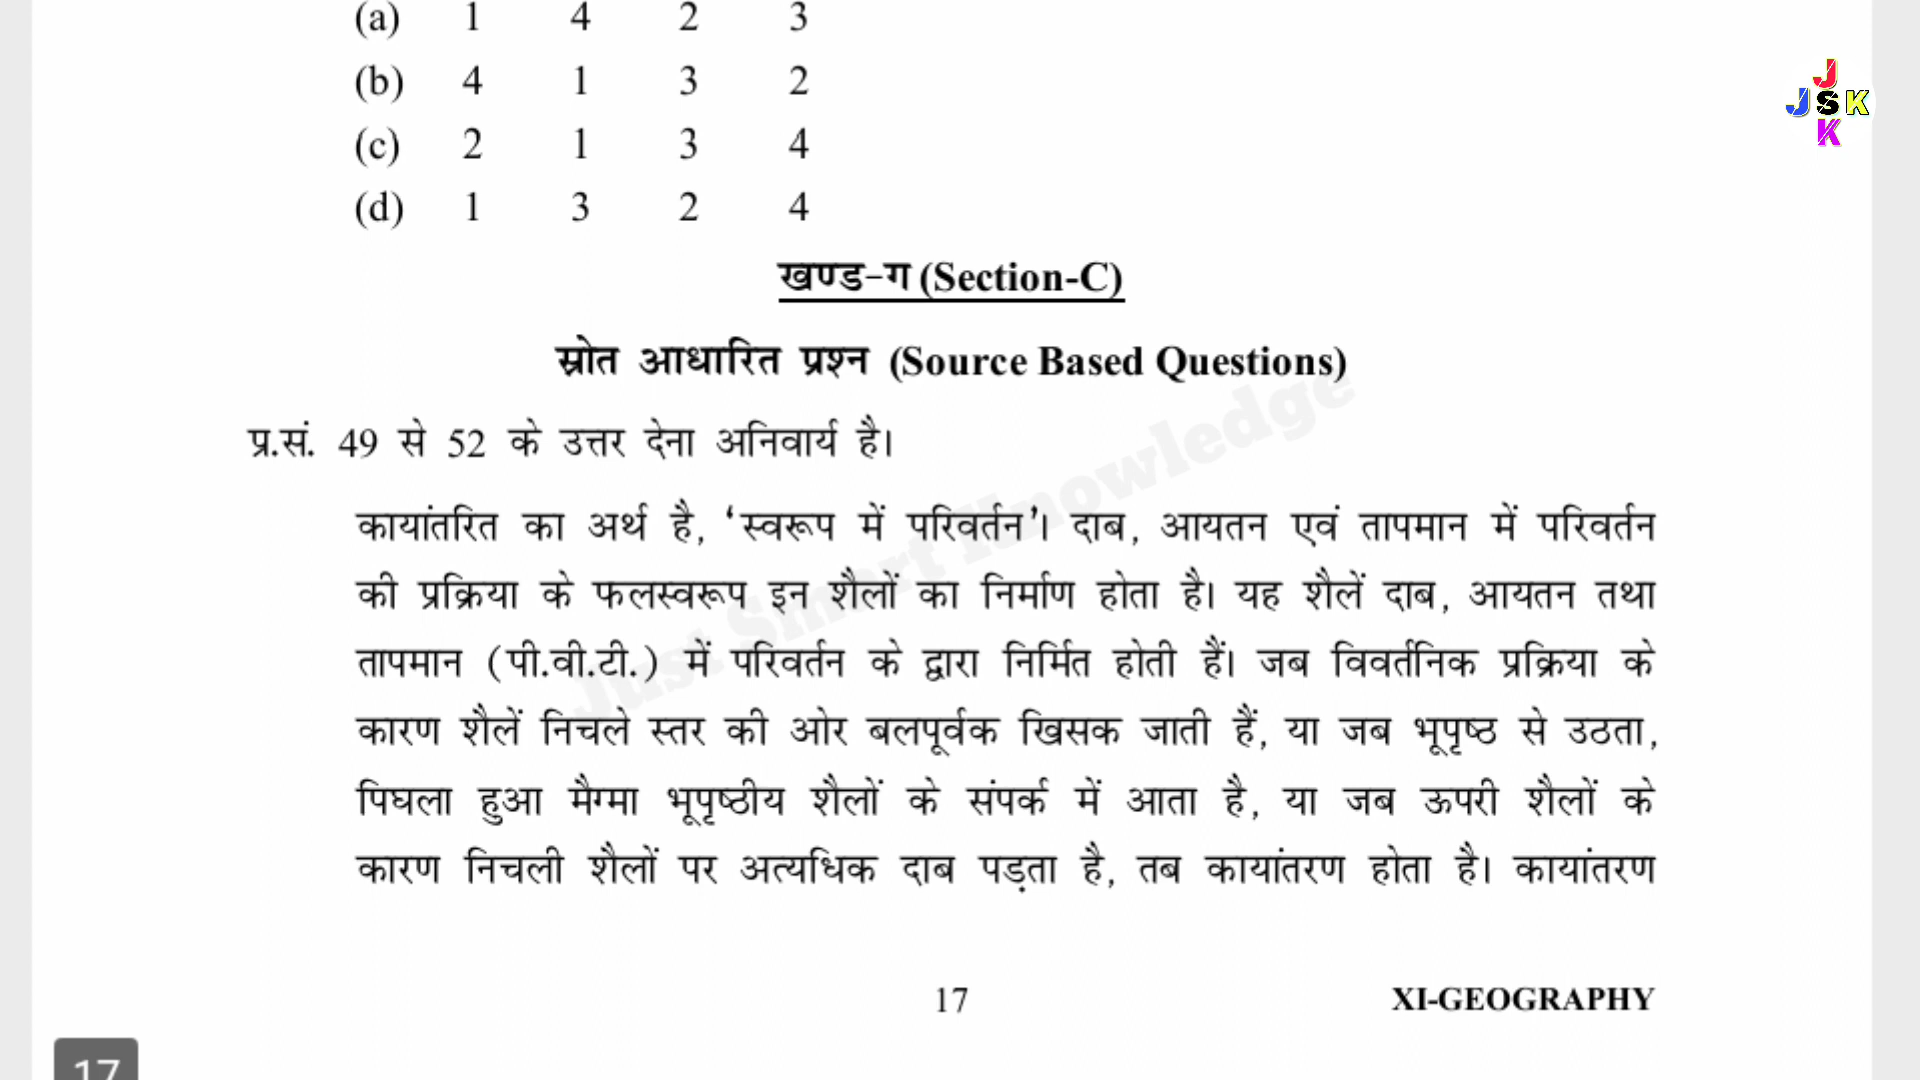 (a) 1 4 2 3
(b) 4 1 3 2
(c) 2 1 3 4
(d) 1 3 2 4
J
JSK
K
खण्ड-ग (Section-C)
स्रोत आधारित प्रश्न (Source Based Questions)
प्र.सं. 49 से 52 के उत्तर देना अनिवार्य है।
कायांतरित का अर्थ है, ‘स्वरूप में परिवर्तन’। दाब, आयतन एवं तापमान में परिवर्तन
की प्रक्रिया के फलस्वरूप इन शैलों का निर्माण होता है। यह शैलें दाब, आयतन तथा
तापमान (पी.वी.टी.) में परिवर्तन के द्वारा निर्मित होती हैं। जब विवर्तनिक प्रक्रिया के
कारण शैलें निचले स्तर की ओर बलपूर्वक खिसक जाती हैं, या जब भूपृष्ठ से उठता,
पिघला हुआ मैग्मा भूपृष्ठीय शैलों के संपर्क में आता है, या जब ऊपरी शैलों के
कारण निचली शैलों पर अत्यधिक दाब पड़ता है, तब कायांतरण होता है। कायांतरण
Just Smart Knowledge
17 XI-GEOGRAPHY
17